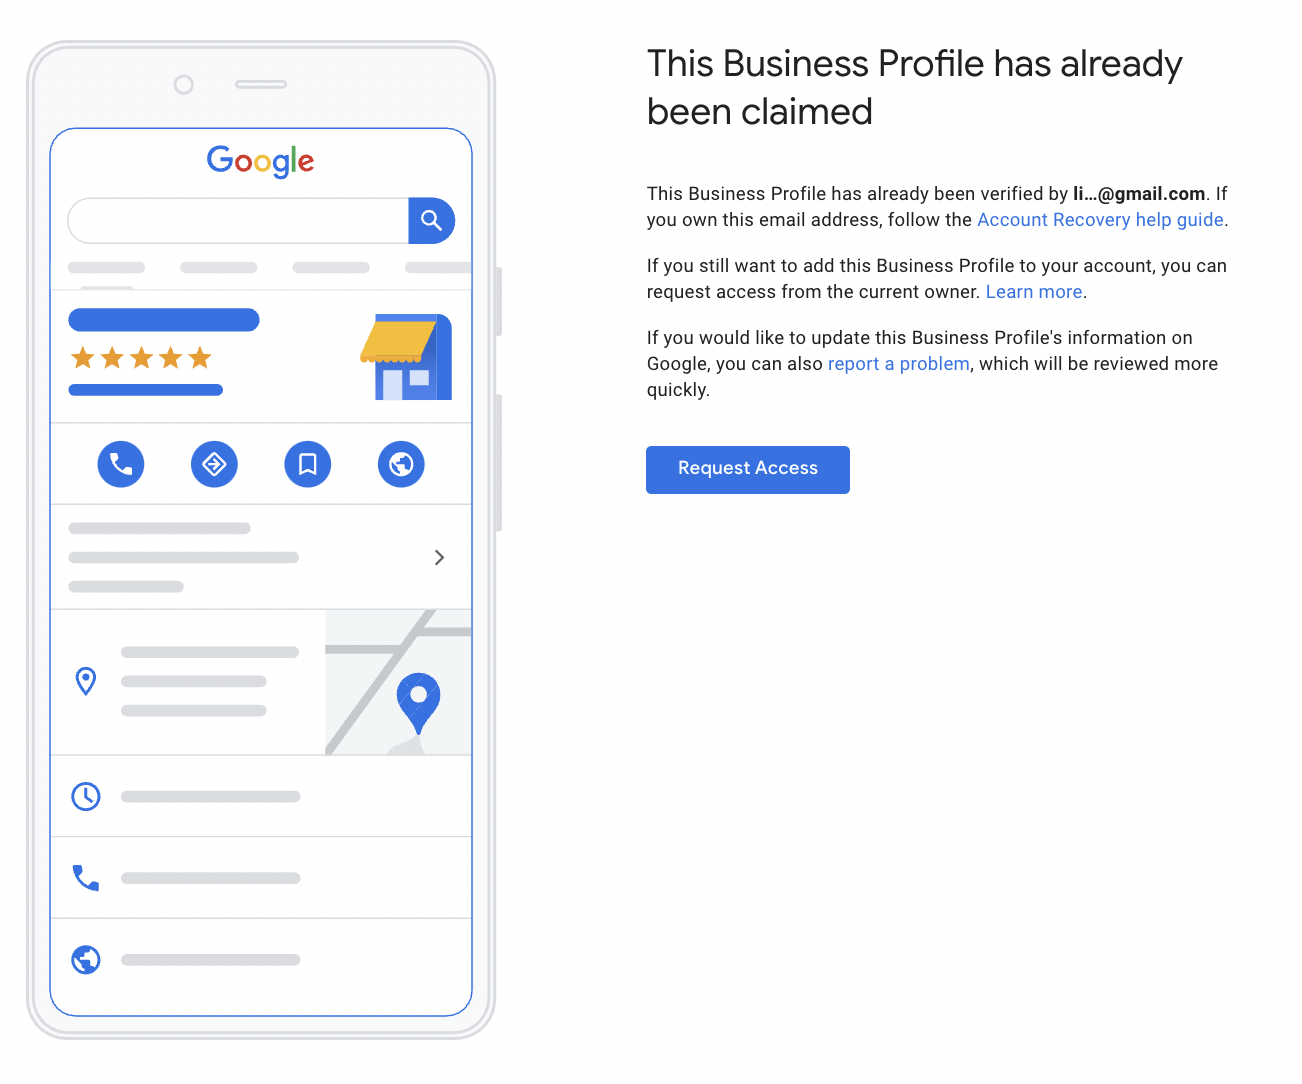 Google
This Business Profile has already
been claimed
This Business Profile has already been verified by li...@gmail.com. If
you own this email address, follow the Account Recovery help guide.
If you still want to add this Business Profile to your account, you can
request access from the current owner. Learn more.
If you would like to update this Business Profile's information on
Google, you can also report a problem, which will be reviewed more
quickly.
Request Access